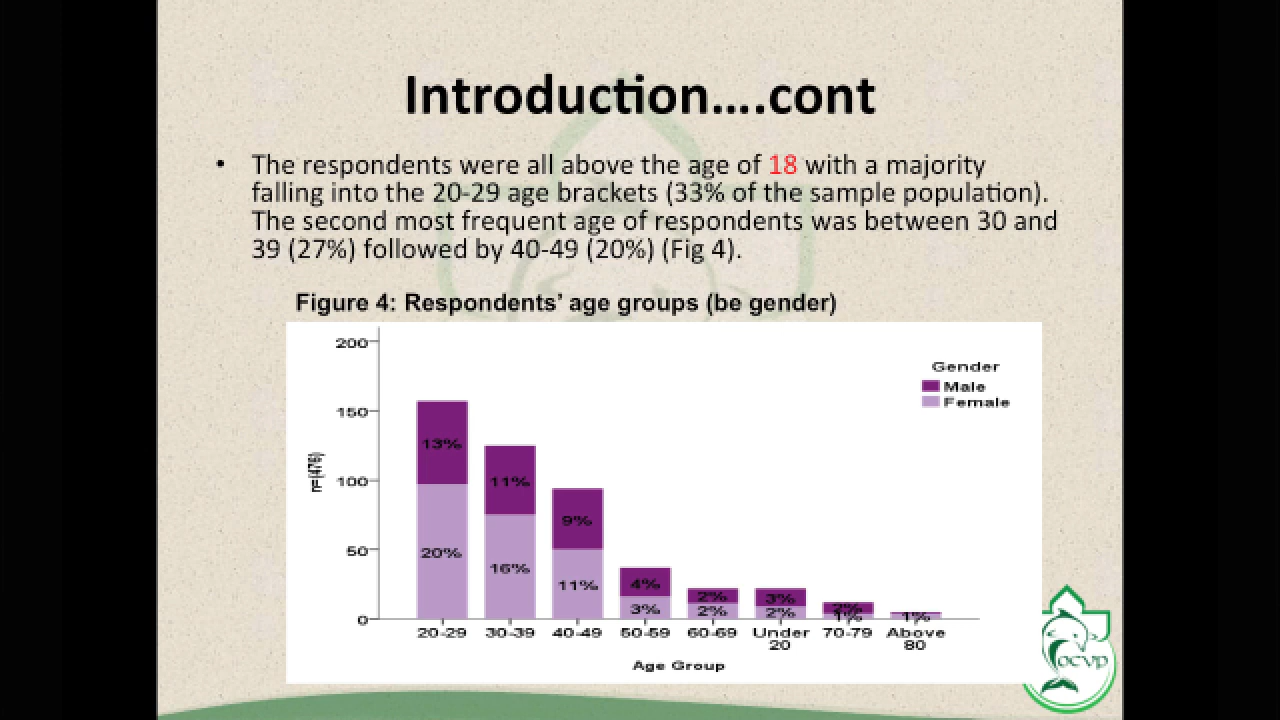 Introduction….cont
• The respondents were all above the age of 18 with a majority
falling into the 20-29 age brackets (33% of the sample population).
The second most frequent age of respondents was between 30 and
39 (27%) followed by 40-49 (20%) (Fig 4).
Figure 4: Respondents’ age groups (be gender)
200
150
100
50
0
n=(476)
Gender
Male
Female
13%
11%
9%
4%
2%
3%
2%
20%
16%
11%
3%
2%
2%
1%
1%
20-29 30-39 40-49 50-59 60-69 Under 70-79 Above
20 80
Age Group
OCVP